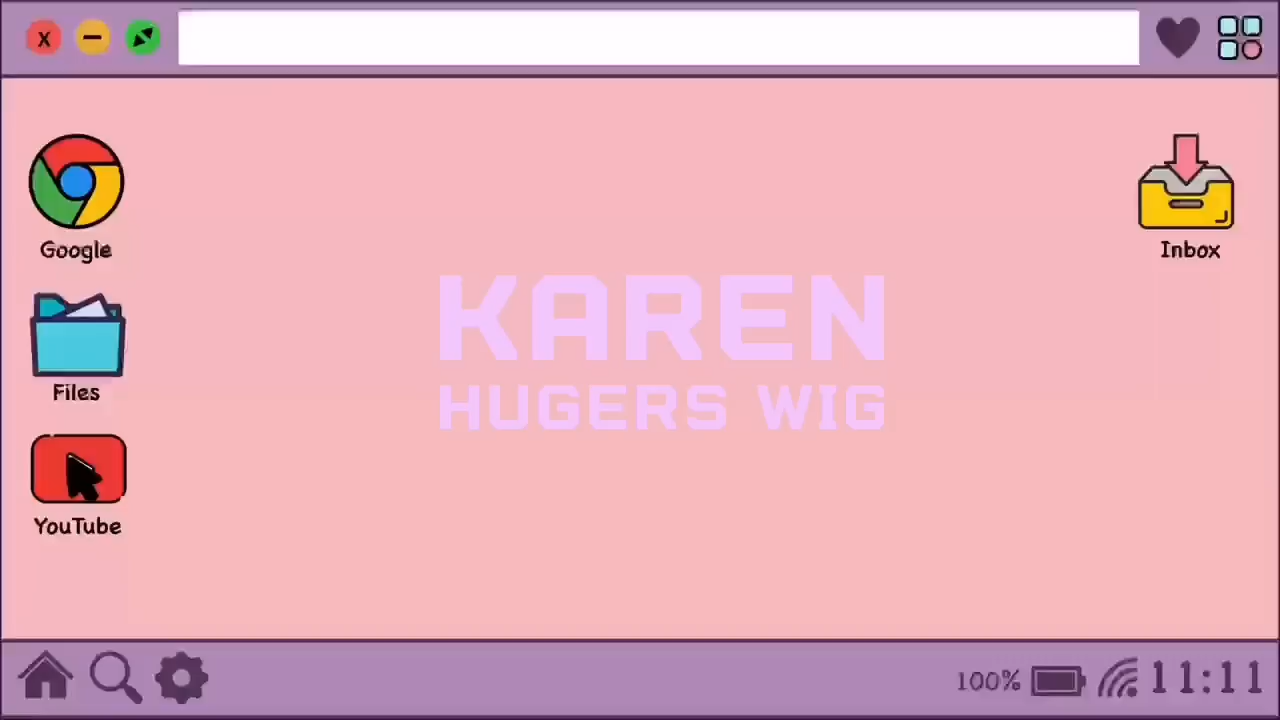 x
Google
Inbox
KAREN
HUGERS WIG
Files
YouTube
100% 11:11